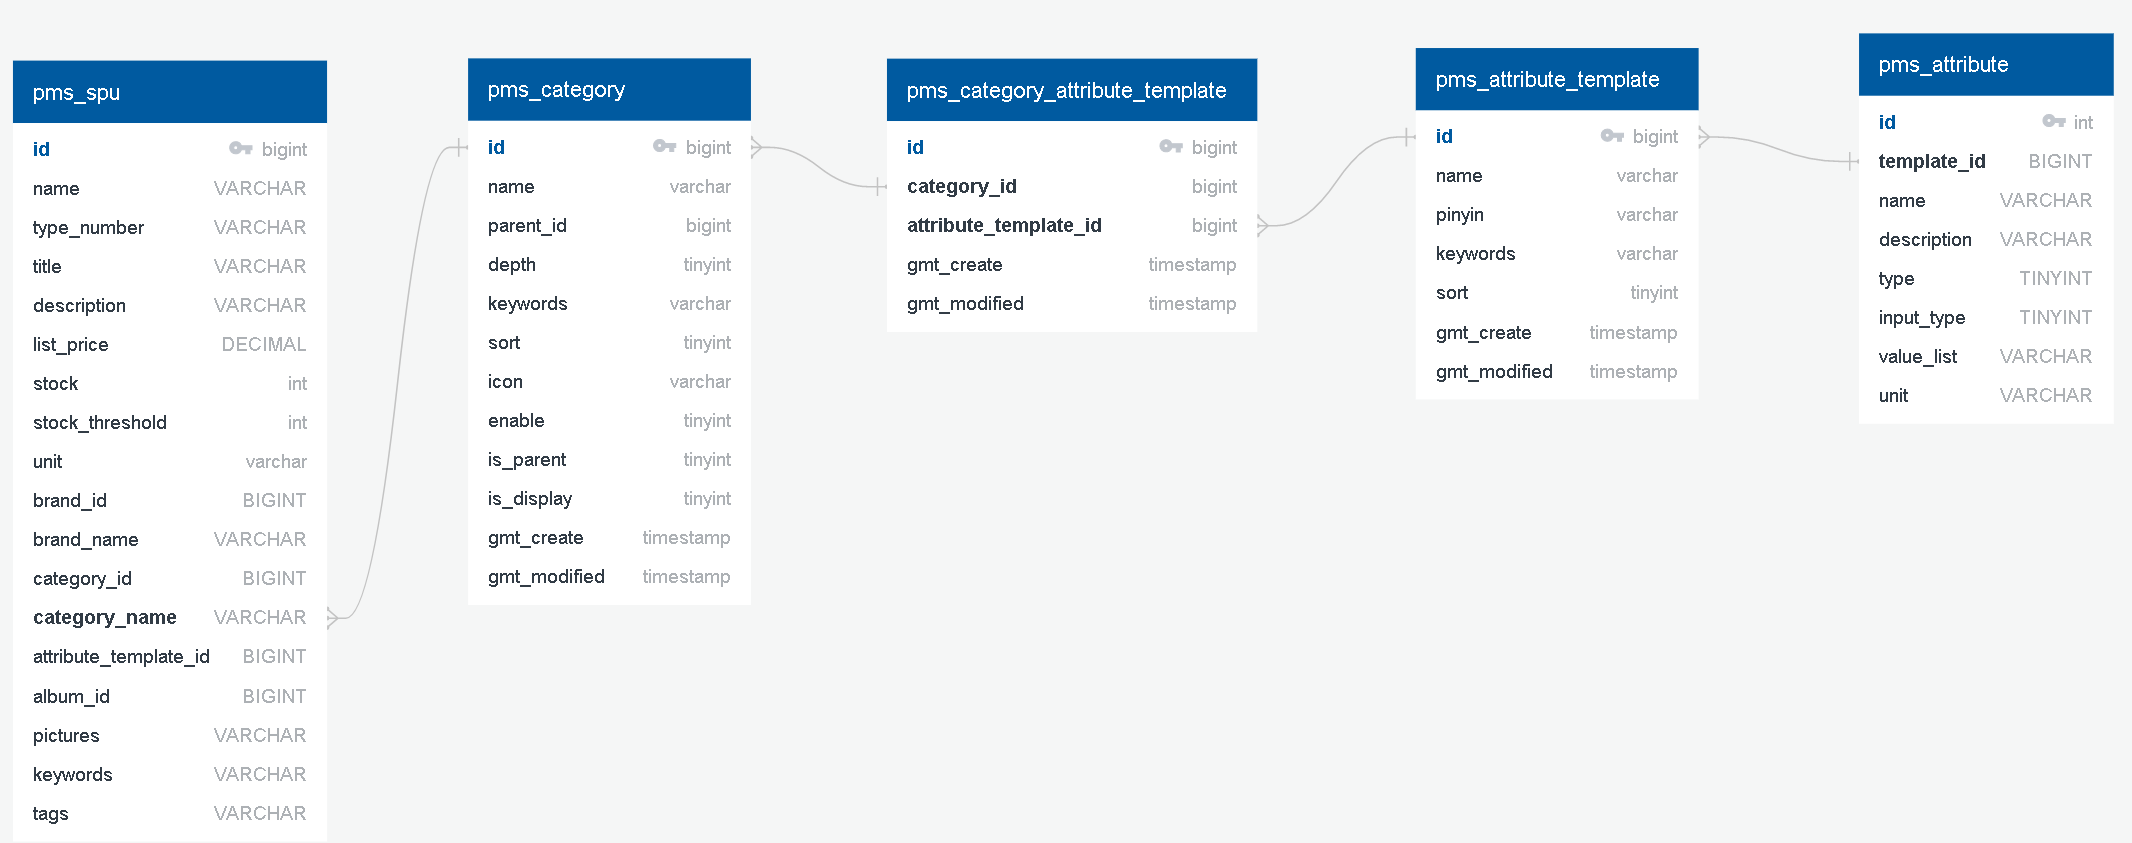 pms_spu
id bigint
name VARCHAR
type_number VARCHAR
title VARCHAR
description VARCHAR
list_price DECIMAL
stock int
stock_threshold int
unit varchar
brand_id BIGINT
brand_name VARCHAR
category_id BIGINT
category_name VARCHAR
attribute_template_id BIGINT
album_id BIGINT
pictures VARCHAR
keywords VARCHAR
tags VARCHAR
pms_category
id bigint
name varchar
parent_id bigint
depth tinyint
keywords varchar
sort tinyint
icon varchar
enable tinyint
is_parent tinyint
is_display tinyint
gmt_create timestamp
gmt_modified timestamp
pms_category_attribute_template
id bigint
category_id bigint
attribute_template_id bigint
gmt_create timestamp
gmt_modified timestamp
pms_attribute_template
id bigint
name varchar
pinyin varchar
keywords varchar
sort tinyint
gmt_create timestamp
gmt_modified timestamp
pms_attribute
id int
template_id BIGINT
name VARCHAR
description VARCHAR
type TINYINT
input_type TINYINT
value_list VARCHAR
unit VARCHAR